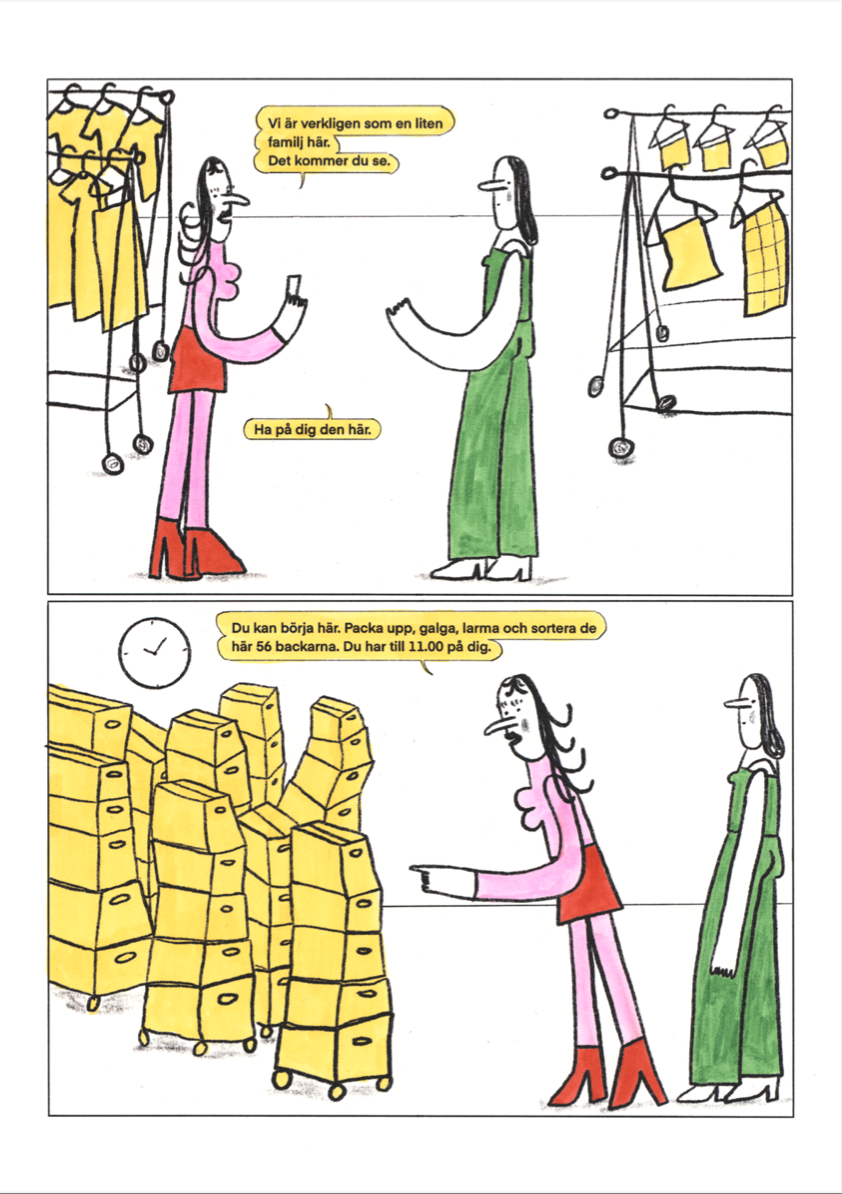 Vi är verkligen som en liten
familj här.
Det kommer du se.
Ha på dig den här.
Du kan börja här. Packa upp, galga, larma och sortera de
här 56 backarna. Du har till 11.00 på dig.